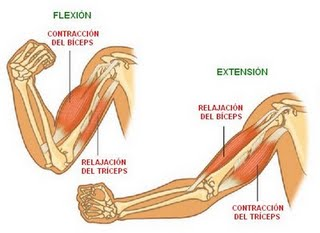 FLEXIÓN
CONTRACCIÓN
DEL BÍCEPS
RELAJACIÓN
DEL TRÍCEPS
EXTENSIÓN
RELAJACIÓN
DEL BÍCEPS
CONTRACCIÓN
DEL TRÍCEPS